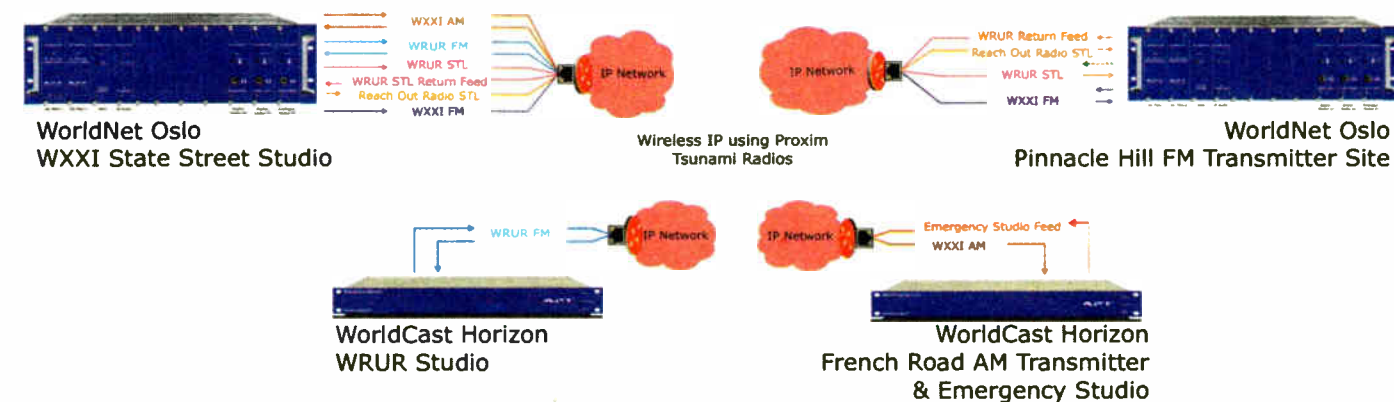 WXXI AM
WRUR FM
WRUR STL
WRUR STL Return Feed
Reach Out Radio STL
WXXI FM
IP Network
WorldNet Oslo
WXXI State Street Studio
Wireless IP using Proxim
Tsunami Radios
IP Network
WRUR Return Feed
Reach Out Radio STL
WRUR STL
WXXI FM
WorldNet Oslo
Pinnacle Hill FM Transmitter Site
WRUR FM
IP Network
WorldCast Horizon
WRUR Studio
IP Network
Emergency Studio Feed
WXXI AM
WorldCast Horizon
French Road AM Transmitter
& Emergency Studio